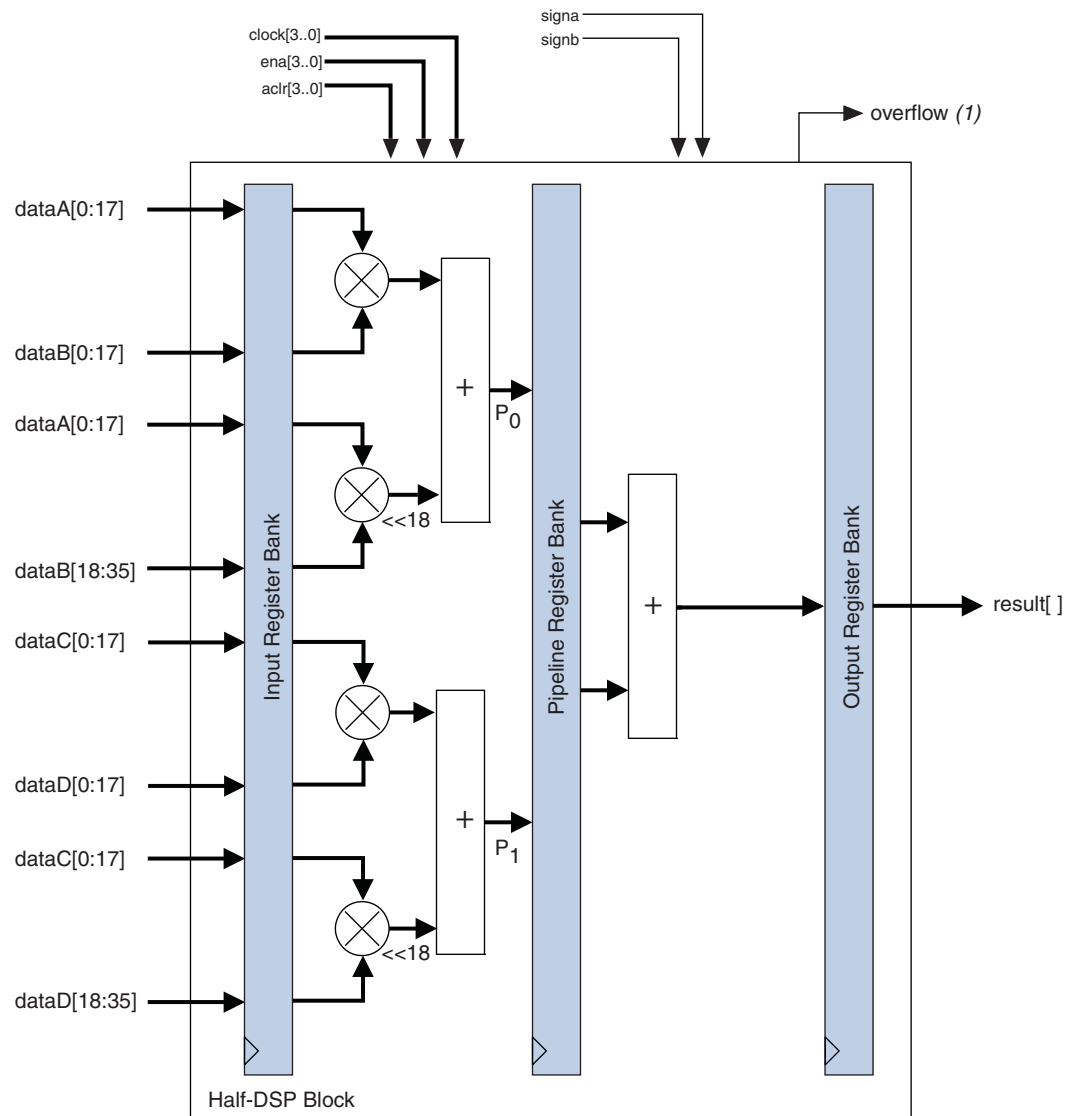 clock[3..0]
ena[3..0]
aclr[3..0]
signa
signb
overflow (1)
dataA[0:17]
dataB[0:17]
dataA[0:17]
dataB[18:35]
dataC[0:17]
dataD[0:17]
dataC[0:17]
dataD[18:35]
Input Register Bank
<<18
<<18
+
+
P0
P1
Pipeline Register Bank
+
Output Register Bank
result[ ]
Half-DSP Block